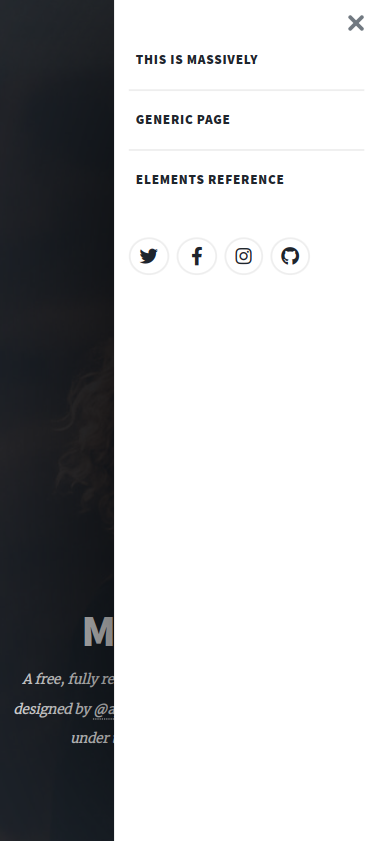 THIS IS MASSIVELY
GENERIC PAGE
ELEMENTS REFERENCE
M
A free, fully re
designed by @a
under